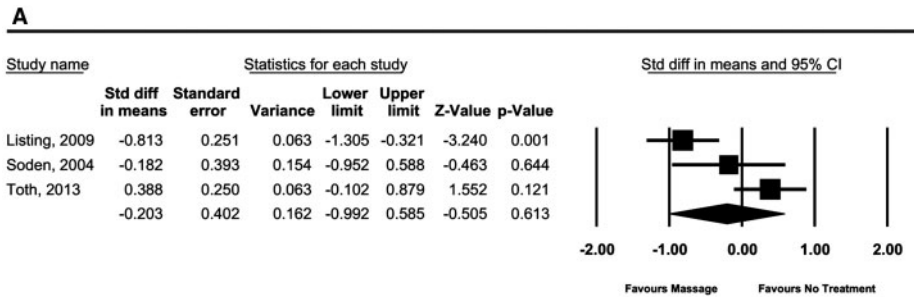 A
Study name Statistics for each study Std diff in means and 95% CI
Std diff in means Standard error Variance Lower limit Upper limit Z-Value p-Value
Listing, 2009 -0.813 0.251 0.063 -1.305 -0.321 -3.240 0.001
Soden, 2004 -0.182 0.393 0.154 -0.952 0.588 -0.463 0.644
Toth, 2013 0.388 0.250 0.063 -0.102 0.879 1.552 0.121
-0.203 0.402 0.162 -0.992 0.585 -0.505 0.613
-2.00 -1.00 0.00 1.00 2.00
Favours Massage Favours No Treatment